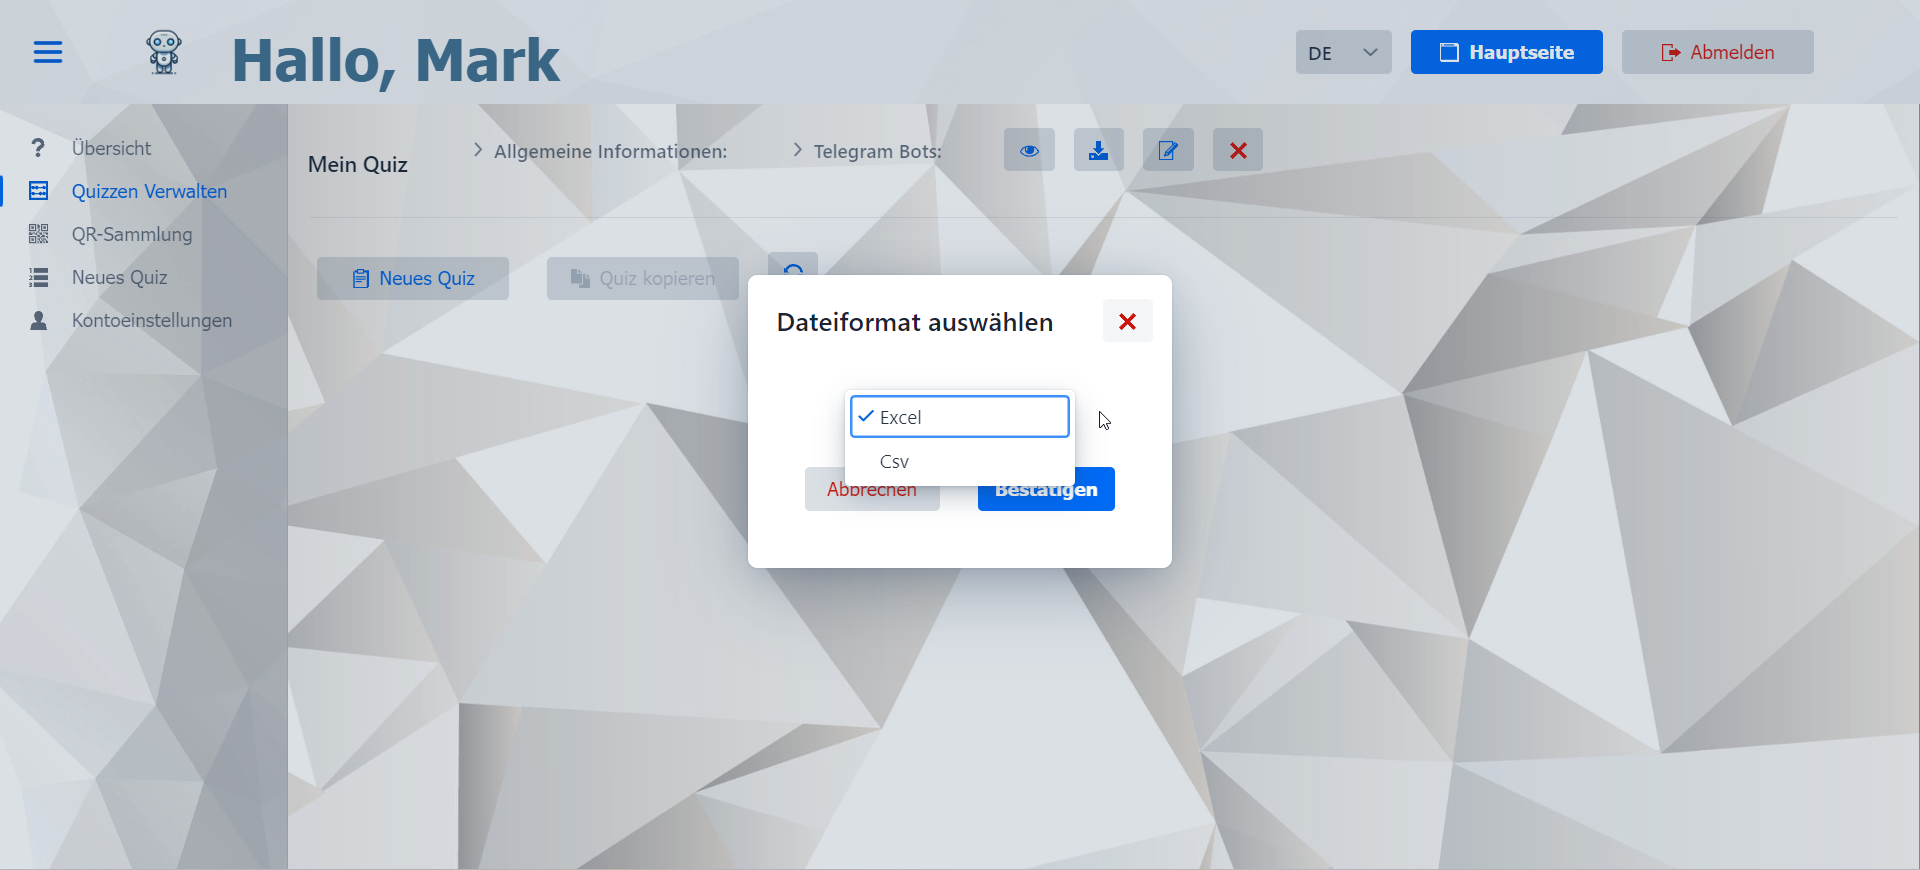 Hallo, Mark
DE
Hauptseite
Abmelden
Übersicht
Quizzen Verwalten
QR-Sammlung
Neues Quiz
Kontoeinstellungen
Mein Quiz
Allgemeine Informationen:
Telegram Bots:
Neues Quiz
Quiz kopieren
Dateiformat auswählen
Excel
Csv
Abbrechen
Bestätigen